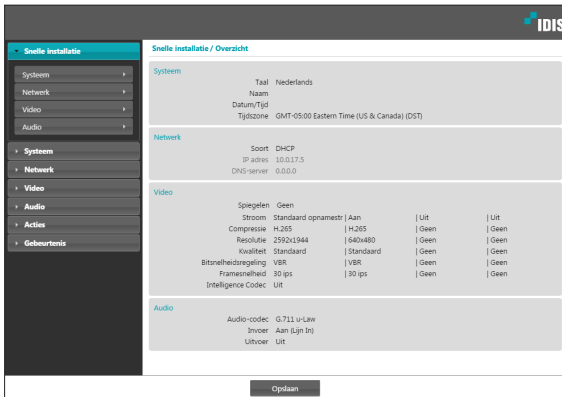 IDIS
Snelle installatie
Systeem
Netwerk
Video
Audio
Systeem
Netwerk
Video
Audio
Acties
Gebeurtenis
Snelle installatie / Overzicht
Systeem
Taal Nederlands
Naam
Datum/Tijd
Tijdszone GMT-05:00 Eastern Time (US & Canada) (DST)
Netwerk
Soort DHCP
IP adres 10.0.17.5
DNS-server 0.0.0.0
Video
Spiegelen Geen
Stroom Standaard opnamestr | Aan | Uit | Uit
Compressie H.265 | H.265 | Geen | Geen
Resolutie 2592x1944 | 640x480 | Geen | Geen
Kwaliteit Standaard | Standaard | Geen | Geen
Bitsnelheidsregeling VBR | VBR | Geen | Geen
Framesnelheid 30 ips | 30 ips | Geen | Geen
Intelligence Codec Uit
Audio
Audio-codec G.711 u-Law
Invoer Aan (Lijn In)
Uitvoer Uit
Opslaan